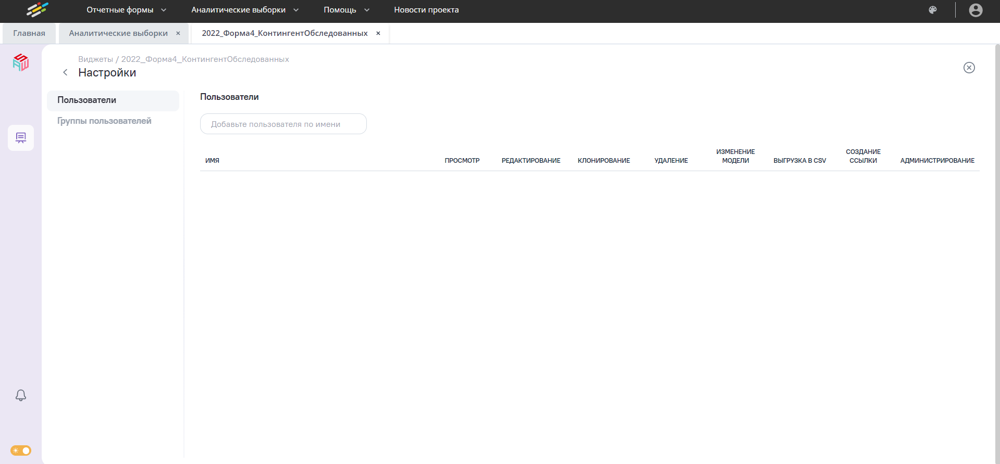 Отчетные формы Аналитические выборки Помощь Новости проекта
Главная Аналитические выборки × 2022_Форма4_КонтингентОбследованных ×
Виджеты / 2022_Форма4_КонтингентОбследованных
Настройки
Пользователи
Группы пользователей
Пользователи
Добавьте пользователя по имени
ИМЯ ПРОСМОТР РЕДАКТИРОВАНИЕ КЛОНИРОВАНИЕ УДАЛЕНИЕ ИЗМЕНЕНИЕ МОДЕЛИ ВЫГРУЗКА В CSV СОЗДАНИЕ ССЫЛКИ АДМИНИСТРИРОВАНИЕ